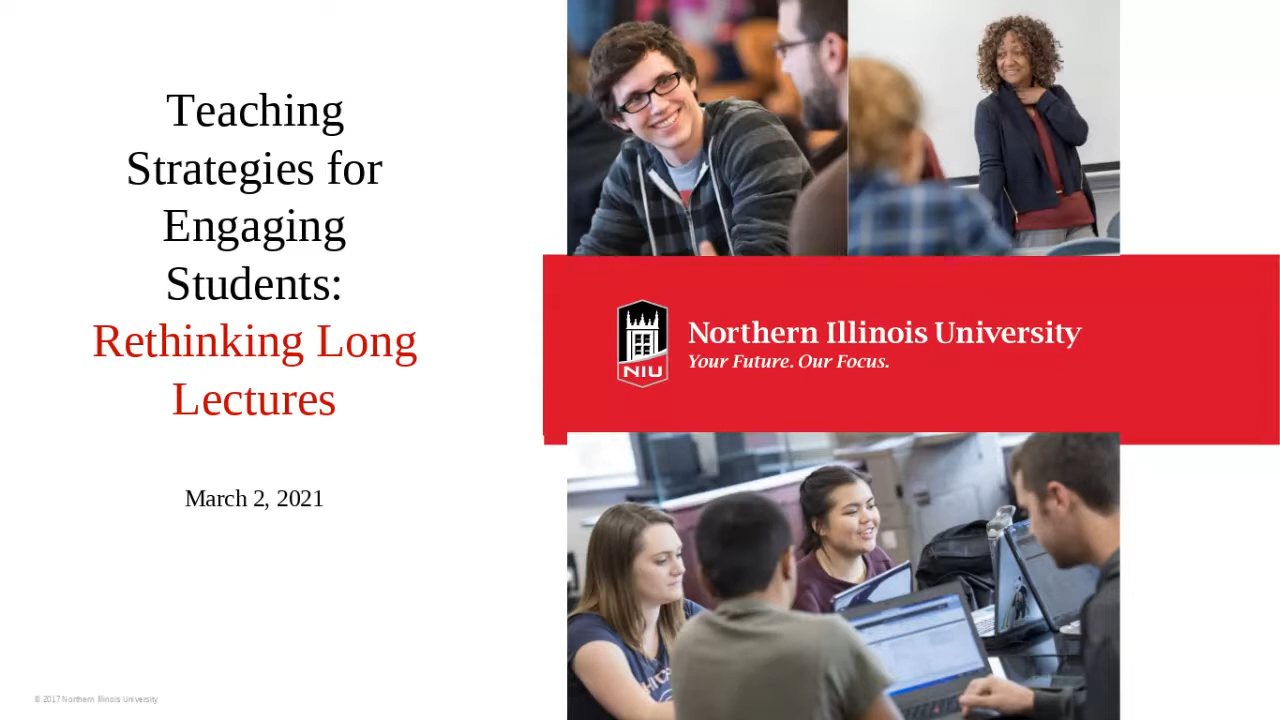 Teaching
Strategies for
Engaging
Students:
Rethinking Long
Lectures
March 2, 2021
© 2017 Northern Illinois University
NIU
Northern Illinois University
Your Future. Our Focus.